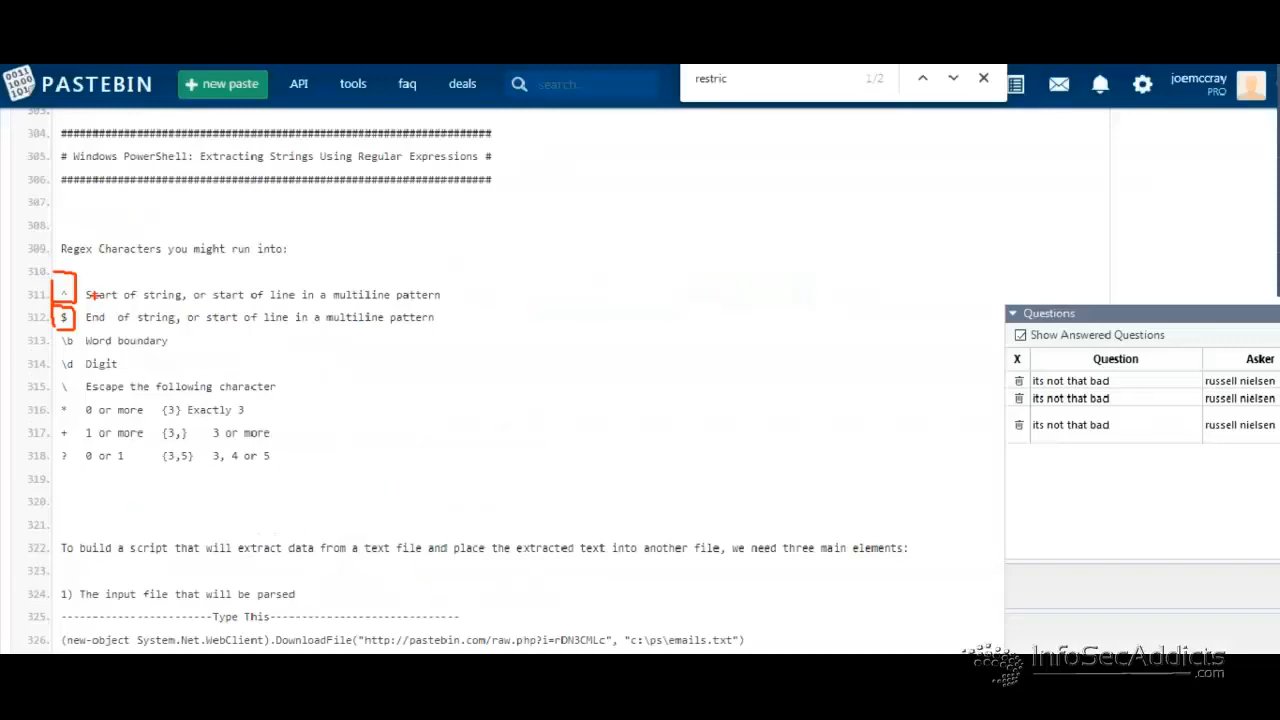 0011
1000
101
PASTEBIN
+ new paste
API
tools
faq
deals
search...
restric
1/2
joemccray
PRO
303.
304. #################################################################
305. # Windows PowerShell: Extracting Strings Using Regular Expressions #
306. #################################################################
307.
308.
309. Regex Characters you might run into:
310.
311. ^ Start of string, or start of line in a multiline pattern
312. $ End of string, or start of line in a multiline pattern
313. \b Word boundary
314. \d Digit
315. \ Escape the following character
316. * 0 or more {3} Exactly 3
317. + 1 or more {3,} 3 or more
318. ? 0 or 1 {3,5} 3, 4 or 5
319.
320.
321.
322. To build a script that will extract data from a text file and place the extracted text into another file, we need three main elements:
323.
324. 1) The input file that will be parsed
325. -----------------------Type This-----------------------------
326. (new-object System.Net.WebClient).DownloadFile("http://pastebin.com/raw.php?i=rDN3CMLc", "c:\ps\emails.txt")
Questions
Show Answered Questions
X Question Asker
its not that bad russell nielsen
its not that bad russell nielsen
its not that bad russell nielsen
InfoSecAddicts
.com